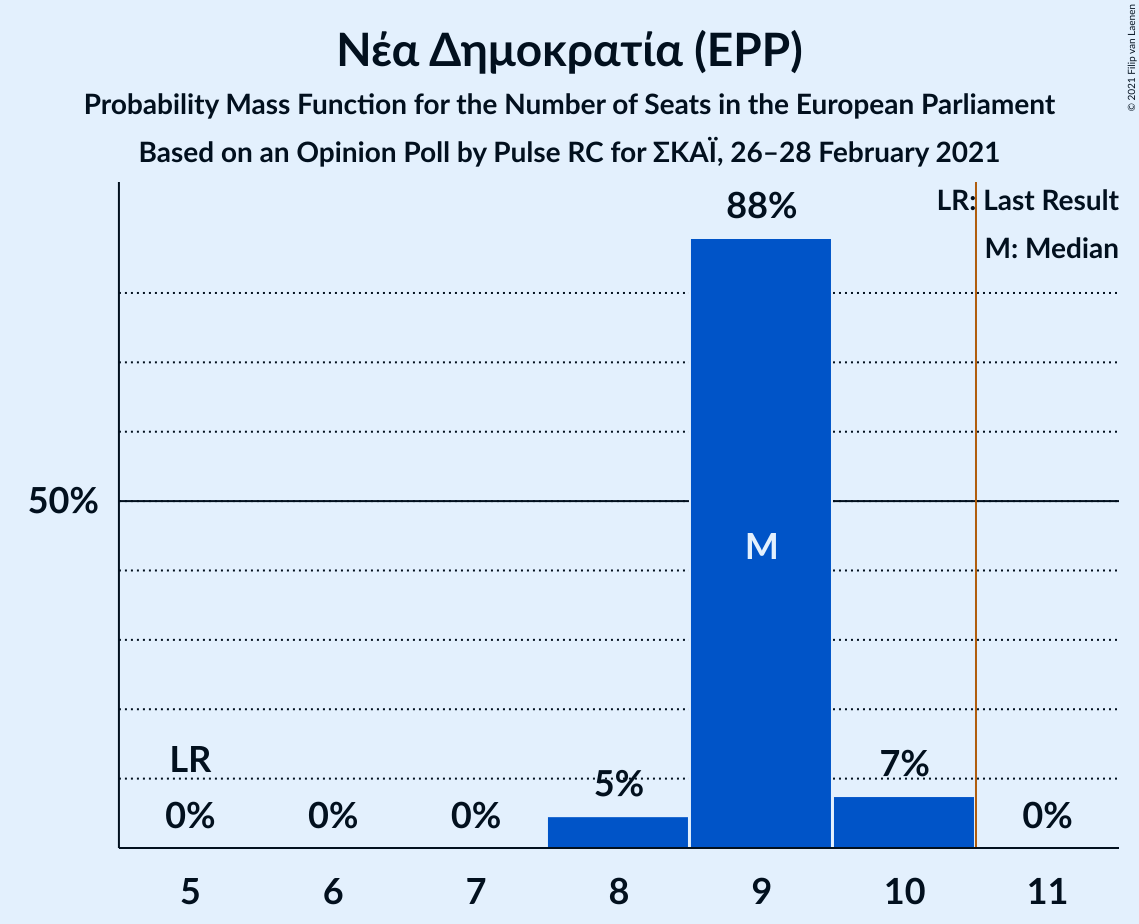 Νέα Δημοκρατία (EPP)
Probability Mass Function for the Number of Seats in the European Parliament
Based on an Opinion Poll by Pulse RC for ΣΚΑΪ, 26–28 February 2021
© 2021 Filip van Laenen
LR: Last Result
M: Median
88%
50%
M
LR
0%
0%
0%
5%
7%
0%
5
6
7
8
9
10
11